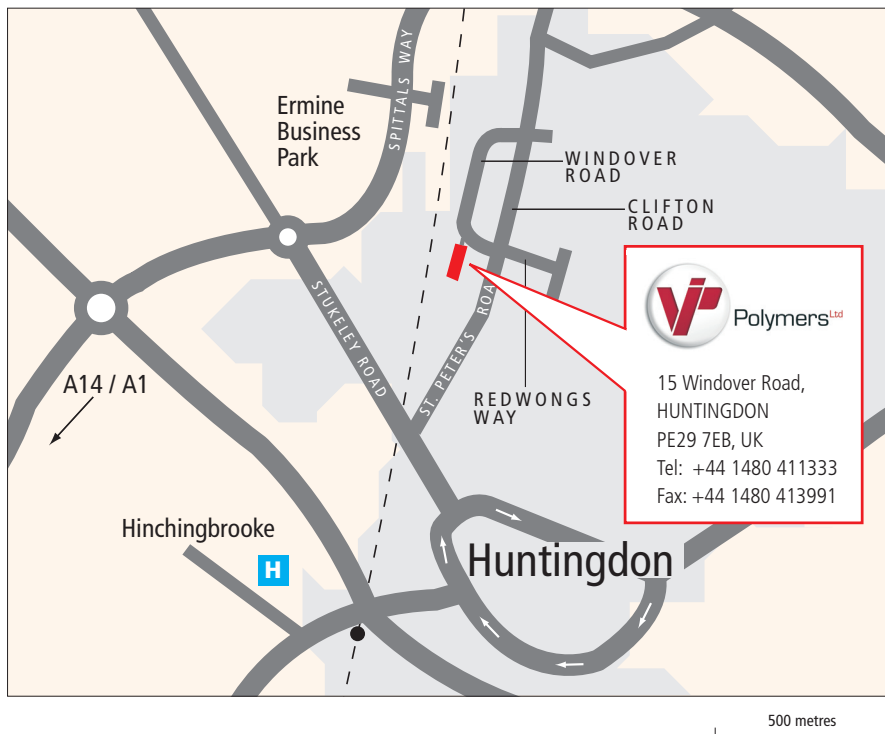 SPITTALS WAY
Ermine
Business
Park
WINDOVER
ROAD
CLIFTON
ROAD
STUKELEY ROAD
ST. PETER'S ROAD
REDWONGS
WAY
A14 / A1
VIP
Polymers Ltd
15 Windover Road,
HUNTINGDON
PE29 7EB, UK
Tel: +44 1480 411333
Fax: +44 1480 413991
Hinchingbrooke
H
Huntingdon
500 metres